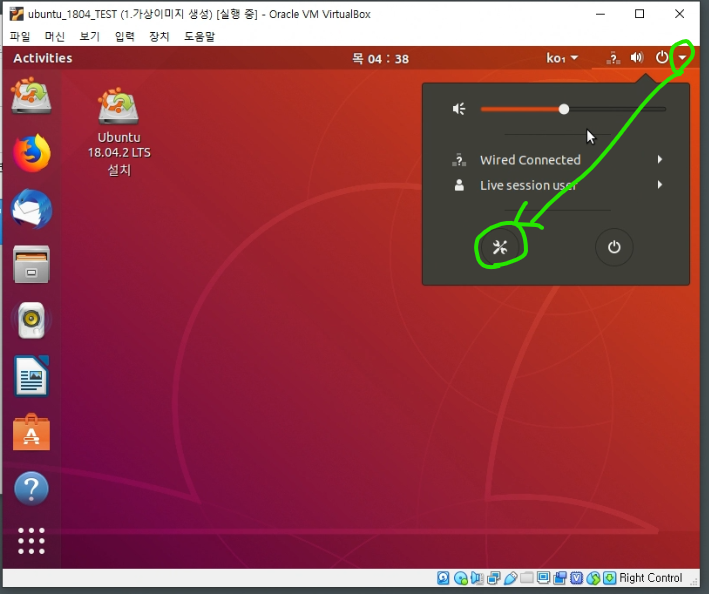 ubuntu_1804_TEST (1.가상이미지 생성) [실행 중] - Oracle VM VirtualBox
파일 머신 보기 입력 장치 도움말
Activities 목 04 : 38 ko₁
Ubuntu
18.04.2 LTS
설치
Wired Connected
Live session user
Right Control